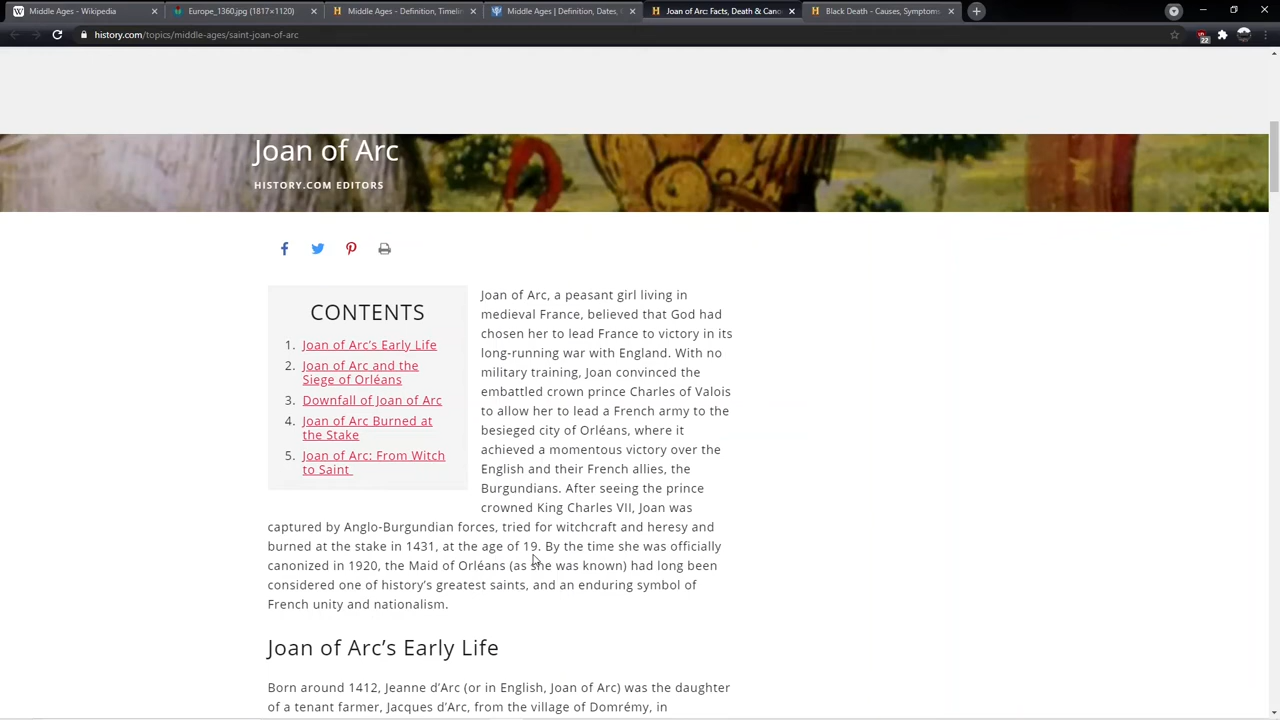 Middle Ages - Wikipedia
Europe_1360.jpg (1817×1120)
Middle Ages - Definition, Timelin
Middle Ages | Definition, Dates,
Joan of Arc: Facts, Death & Cano
Black Death - Causes, Symptoms
history.com/topics/middle-ages/saint-joan-of-arc
22
Joan of Arc
HISTORY.COM EDITORS
CONTENTS
1. Joan of Arc's Early Life
2. Joan of Arc and the
Siege of Orléans
3. Downfall of Joan of Arc
4. Joan of Arc Burned at
the Stake
5. Joan of Arc: From Witch
to Saint
Joan of Arc, a peasant girl living in
medieval France, believed that God had
chosen her to lead France to victory in its
long-running war with England. With no
military training, Joan convinced the
embattled crown prince Charles of Valois
to allow her to lead a French army to the
besieged city of Orléans, where it
achieved a momentous victory over the
English and their French allies, the
Burgundians. After seeing the prince
crowned King Charles VII, Joan was
captured by Anglo-Burgundian forces, tried for witchcraft and heresy and
burned at the stake in 1431, at the age of 19. By the time she was officially
canonized in 1920, the Maid of Orléans (as she was known) had long been
considered one of history's greatest saints, and an enduring symbol of
French unity and nationalism.
Joan of Arc's Early Life
Born around 1412, Jeanne d'Arc (or in English, Joan of Arc) was the daughter
of a tenant farmer, Jacques d'Arc, from the village of Domrémy, in